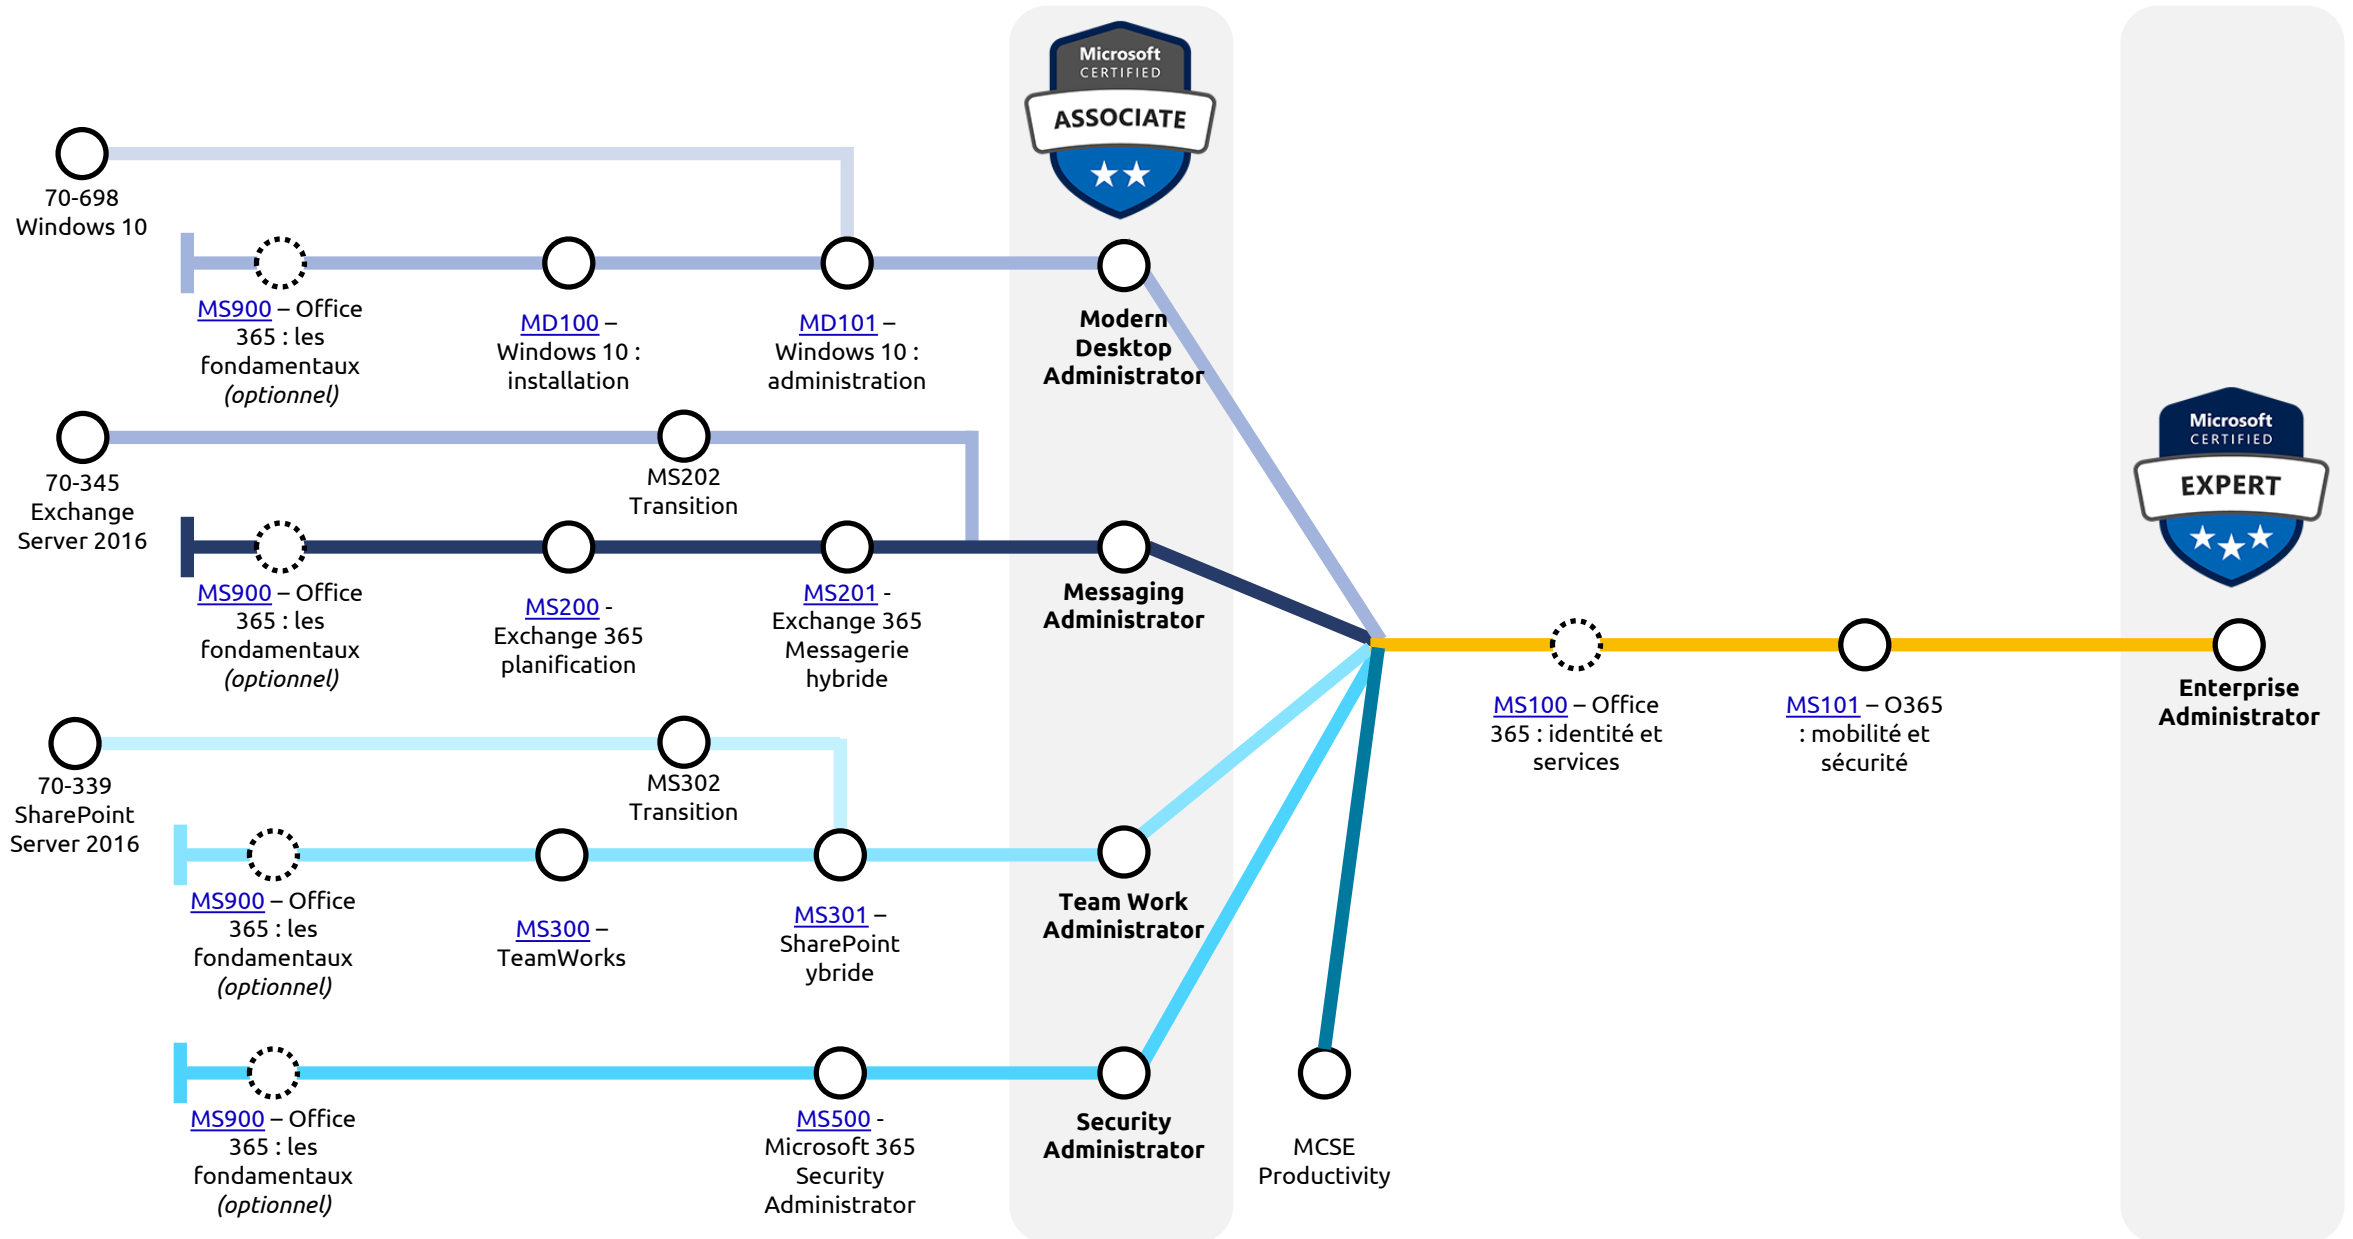 Microsoft
CERTIFIED
ASSOCIATE
70-698
Windows 10
MS900 – Office
365 : les
fondamentaux
(optionnel)
MD100 –
Windows 10 :
installation
MD101 –
Windows 10 :
administration
Modern
Desktop
Administrator
70-345
Exchange
Server 2016
MS202
Transition
MS900 – Office
365 : les
fondamentaux
(optionnel)
MS200 -
Exchange 365
planification
MS201 -
Exchange 365
Messagerie
hybride
Messaging
Administrator
Microsoft
CERTIFIED
EXPERT
MS100 – Office
365 : identité et
services
MS101 – O365
: mobilité et
sécurité
Enterprise
Administrator
70-339
SharePoint
Server 2016
MS302
Transition
MS900 – Office
365 : les
fondamentaux
(optionnel)
MS300 –
TeamWorks
MS301 –
SharePoint
ybride
Team Work
Administrator
MS900 – Office
365 : les
fondamentaux
(optionnel)
MS500 -
Microsoft 365
Security
Administrator
Security
Administrator
MCSE
Productivity